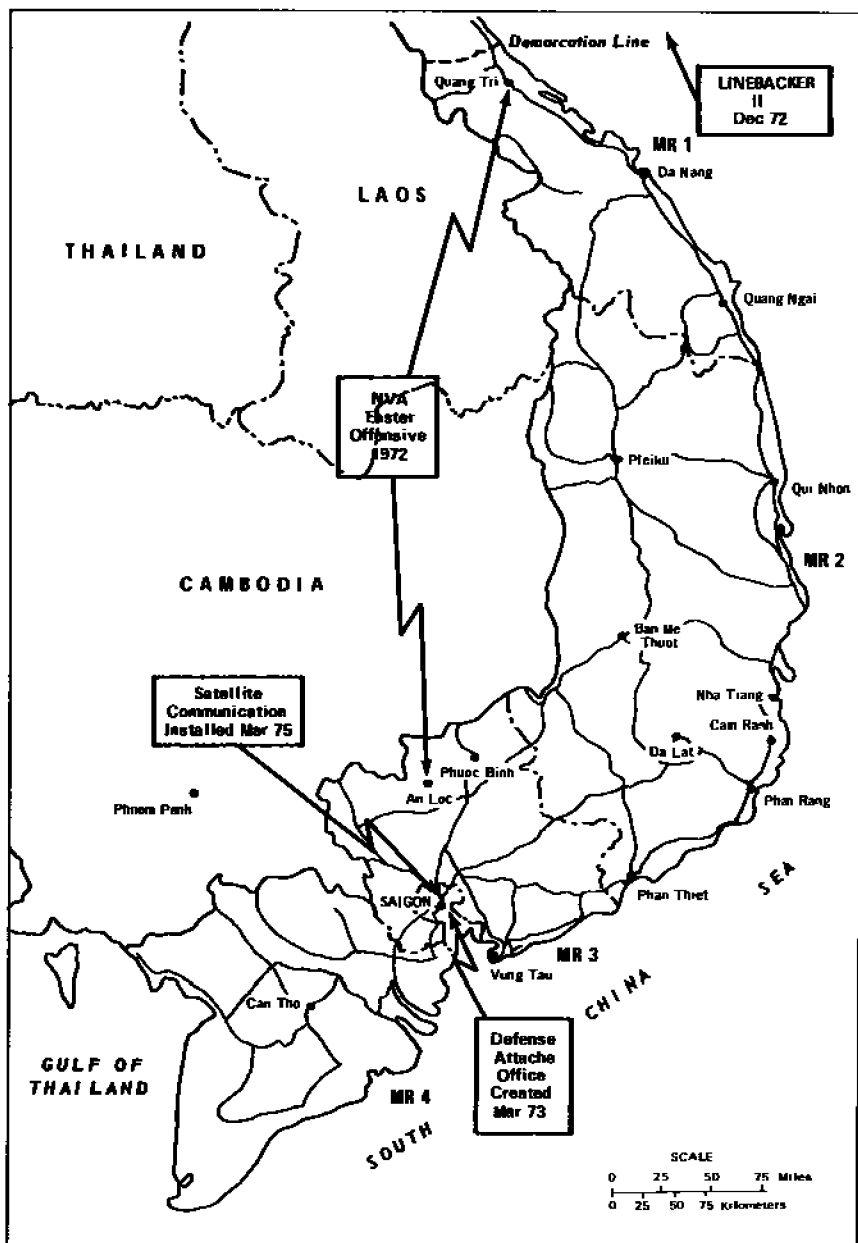 Demarcation Line
Quang Tri
LINEBACKER
II
Dec 72
MR 1
Da Nang
LAOS
THAILAND
Quang Ngai
NVA
Easter
Offensive
1972
Pleiku
Qui Nhon
MR 2
CAMBODIA
Ban Me
Thuot
Satellite
Communication
Installed Mar 75
Nha Trang
Cam Ranh
Da Lat
Phuoc Binh
An Loc
Phnom Penh
Phan Rang
SEA
Phan Thiet
SAIGON
MR 3
Vung Tau
CHINA
Can Tho
GULF OF
THAILAND
Defense
Attache
Office
Created
Mar 73
MR 4
SOUTH
SCALE
0 25 50 75 Miles
0 25 50 75 Kilometers